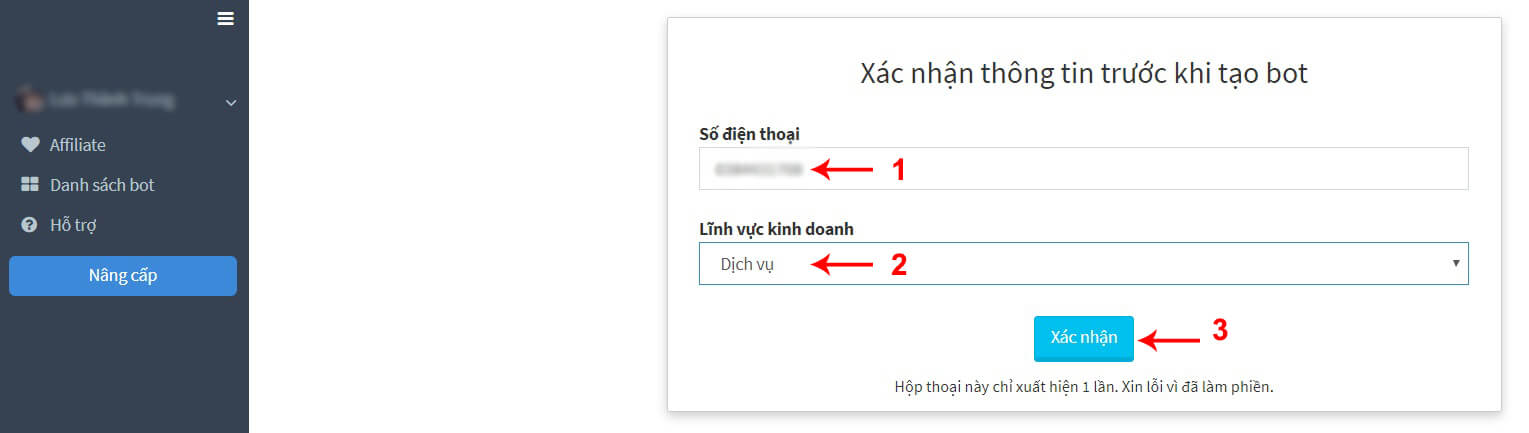 Affiliate
Danh sách bot
Hỗ trợ
Nâng cấp
Xác nhận thông tin trước khi tạo bot
Số điện thoại
1
Lĩnh vực kinh doanh
Dịch vụ
2
Xác nhận
3
Hộp thoại này chỉ xuất hiện 1 lần. Xin lỗi vì đã làm phiền.